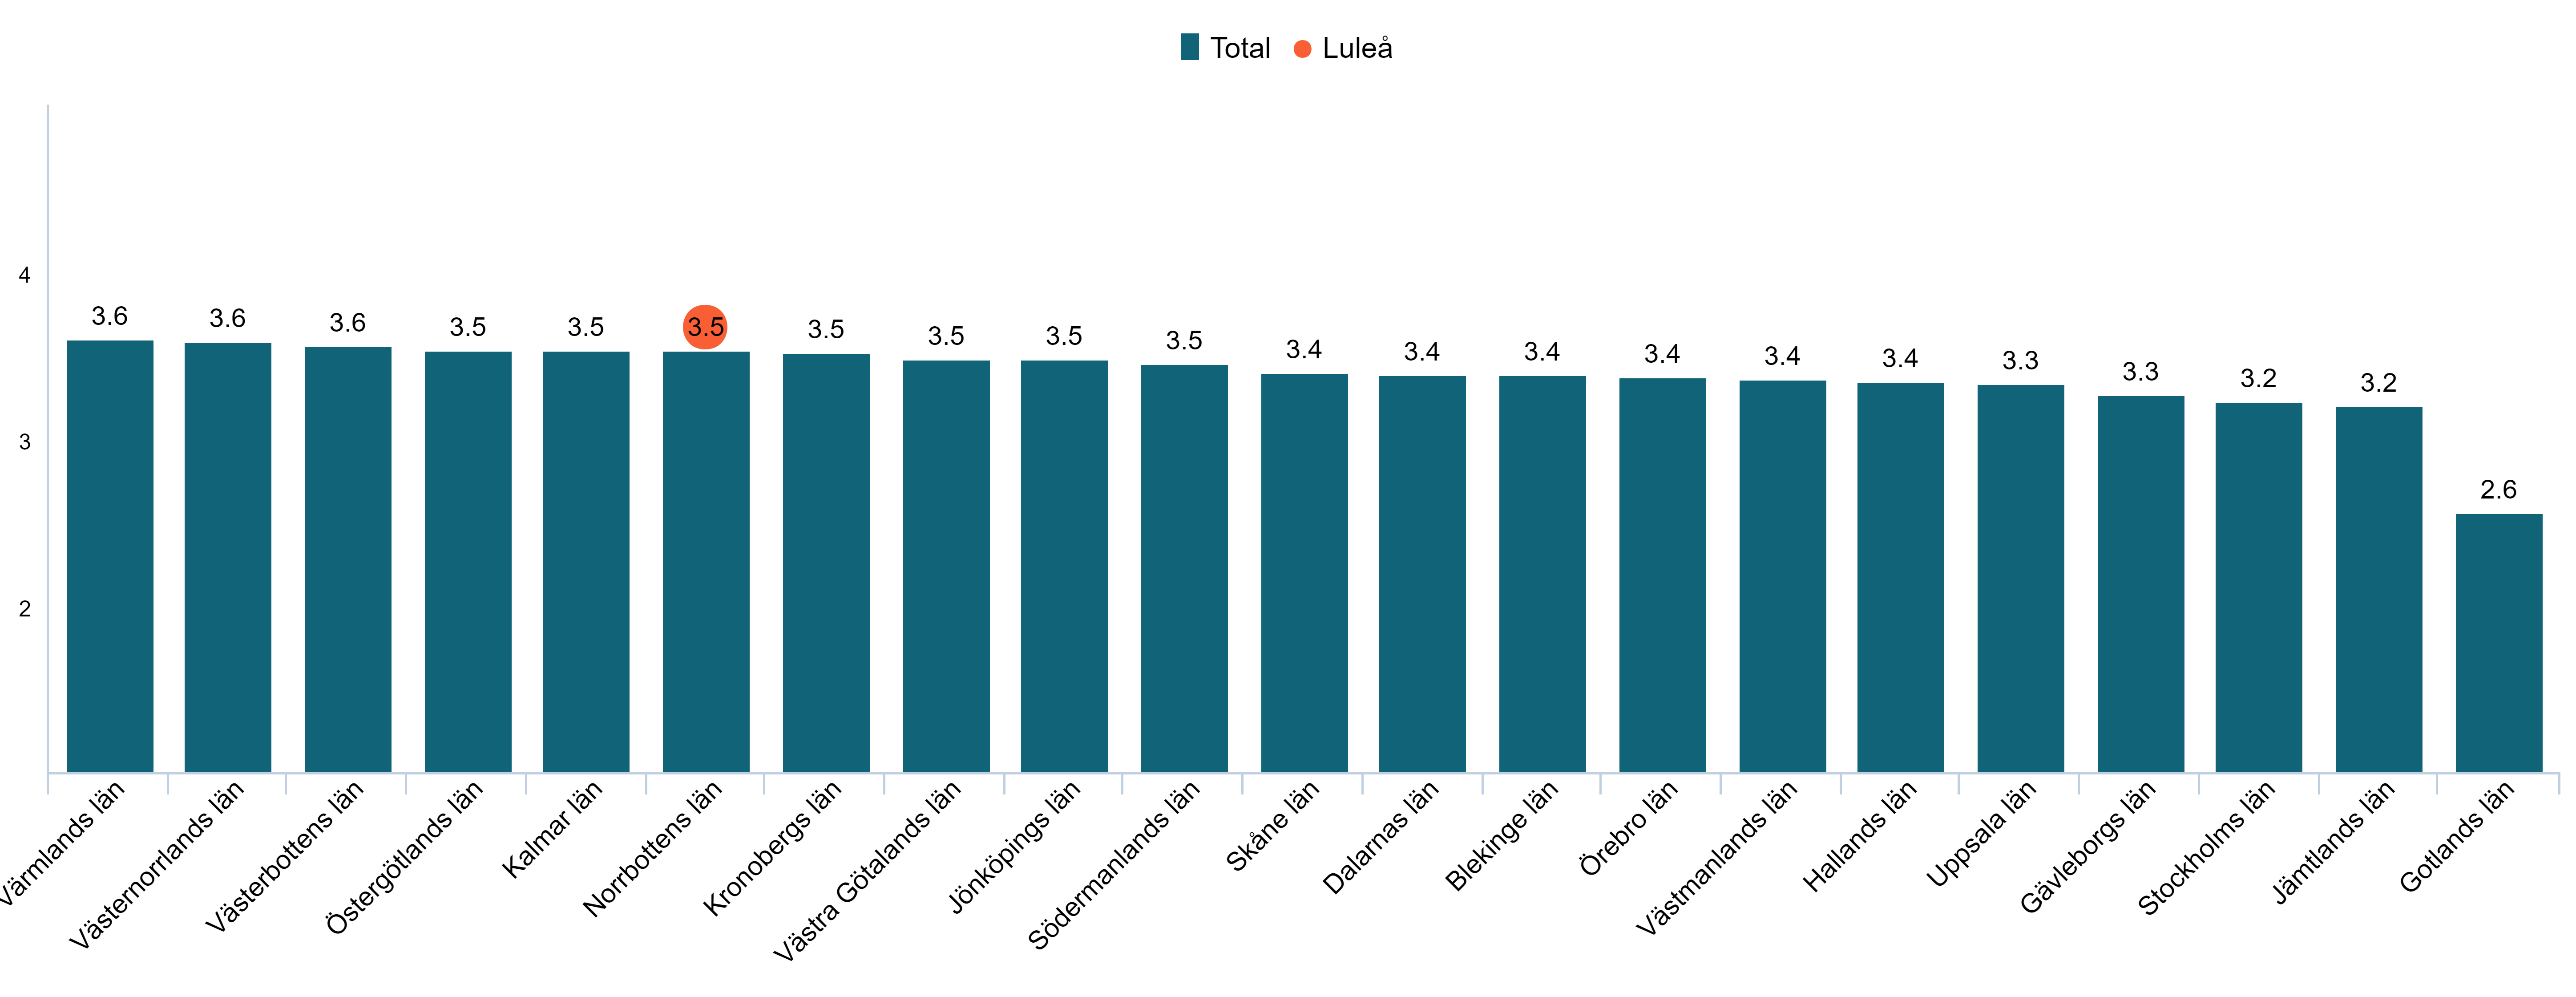 Total Luleå
4
3
2
3.6 3.6 3.6 3.5 3.5 3.5 3.5 3.5 3.5 3.5 3.4 3.4 3.4 3.4 3.4 3.4 3.3 3.3 3.2 3.2 2.6
Värmlands län
Västernorrlands län
Västerbottens län
Östergötlands län
Kalmar län
Norrbottens län
Kronobergs län
Västra Götalands län
Jönköpings län
Södermanlands län
Skåne län
Dalarnas län
Blekinge län
Örebro län
Västmanlands län
Hallands län
Uppsala län
Gävleborgs län
Stockholms län
Jämtlands län
Gotlands län